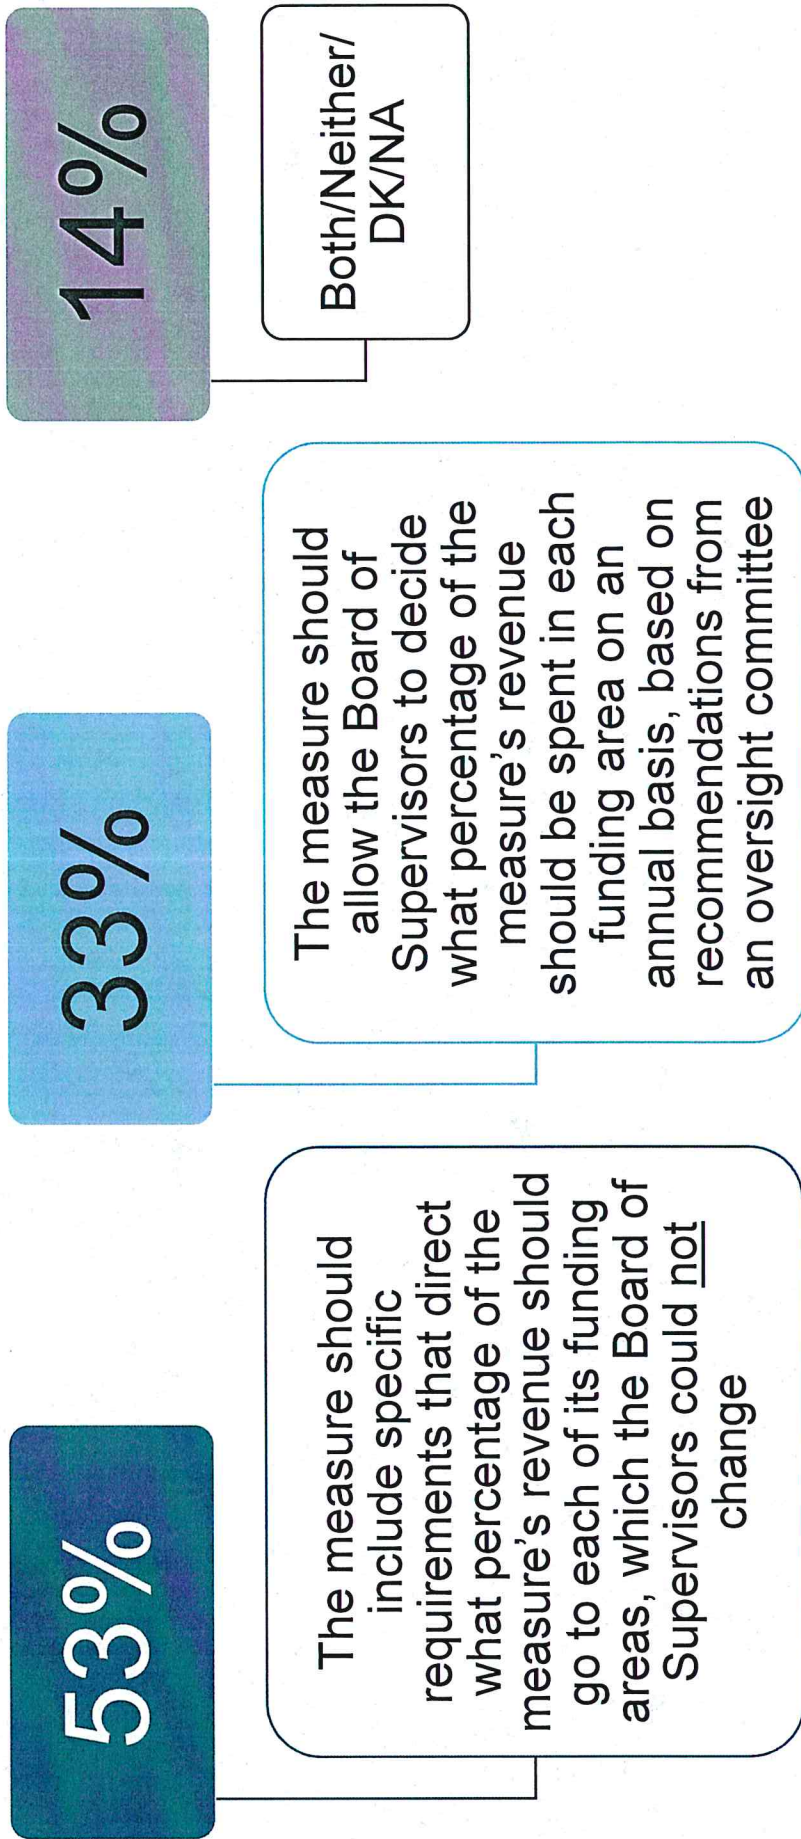 53%
The measure should
include specific
requirements that direct
what percentage of the
measure's revenue should
go to each of its funding
areas, which the Board of
Supervisors could not
change
33%
The measure should
allow the Board of
Supervisors to decide
what percentage of the
measure's revenue
should be spent in each
funding area on an
annual basis, based on
recommendations from
an oversight committee
14%
Both/Neither/
DK/NA